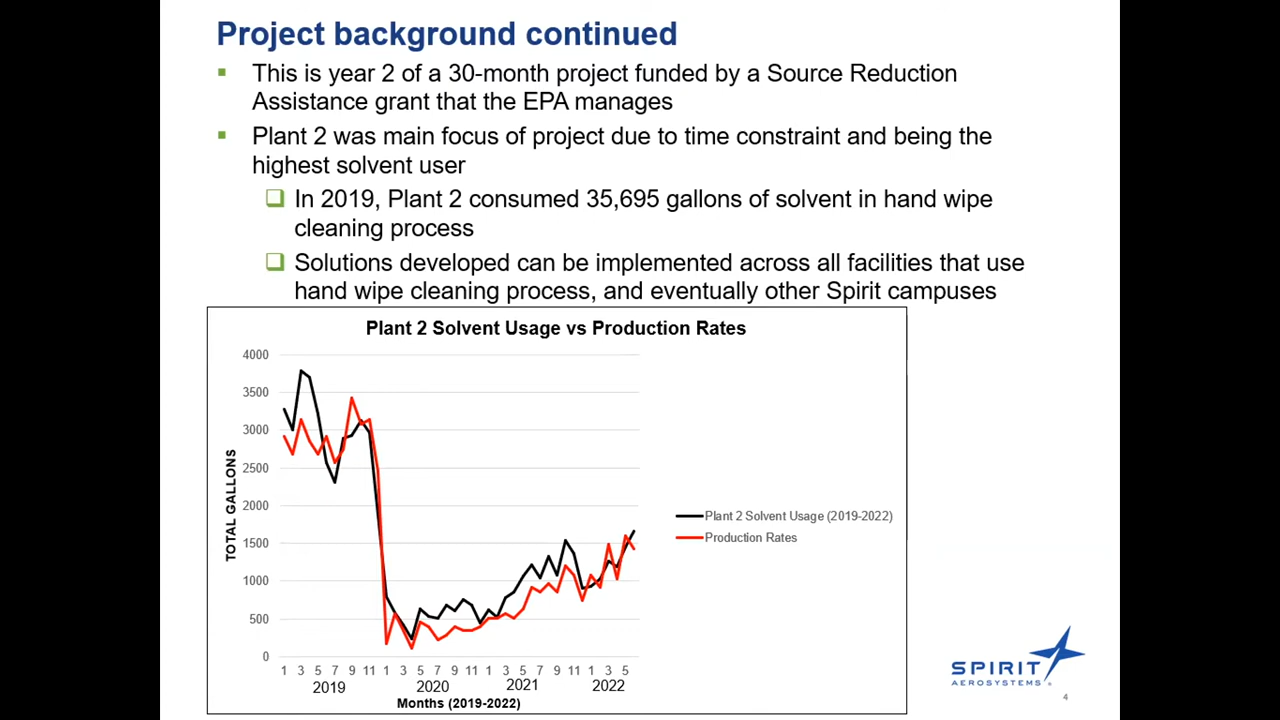 Project background continued
This is year 2 of a 30-month project funded by a Source Reduction
Assistance grant that the EPA manages
Plant 2 was main focus of project due to time constraint and being the
highest solvent user
In 2019, Plant 2 consumed 35,695 gallons of solvent in hand wipe
cleaning process
Solutions developed can be implemented across all facilities that use
hand wipe cleaning process, and eventually other Spirit campuses
Plant 2 Solvent Usage vs Production Rates
TOTAL GALLONS
4000
3500
3000
2500
2000
1500
1000
500
0
1 3 5 7 9 11 1 3 5 7 9 11 1 3 5 7 9 11 1 3 5
2019 2020 2021 2022
Months (2019-2022)
Plant 2 Solvent Usage (2019-2022)
Production Rates
SPIRIT
AEROSYSTEMS
4